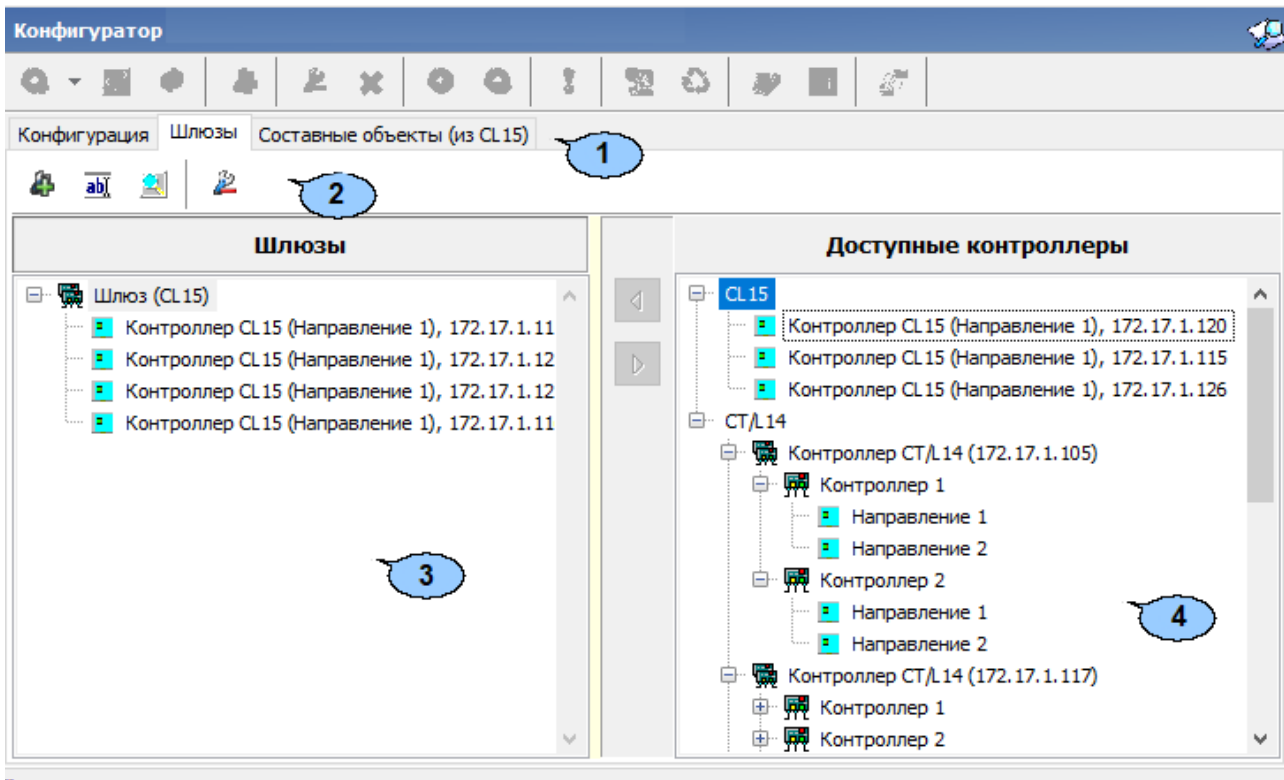 Конфигуратор
Конфигурация Шлюзы Составные объекты (из CL15)
1
abI
2
Шлюзы
Доступные контроллеры
Шлюз (CL15)
Контроллер CL15 (Направление 1), 172.17.1.11
Контроллер CL15 (Направление 1), 172.17.1.12
Контроллер CL15 (Направление 1), 172.17.1.12
Контроллер CL15 (Направление 1), 172.17.1.11
3
CL15
Контроллер CL15 (Направление 1), 172.17.1.120
Контроллер CL15 (Направление 1), 172.17.1.115
Контроллер CL15 (Направление 1), 172.17.1.126
CT/L14
Контроллер CT/L14 (172.17.1.105)
Контроллер 1
Направление 1
Направление 2
Контроллер 2
Направление 1
Направление 2
4
Контроллер CT/L14 (172.17.1.117)
Контроллер 1
Контроллер 2